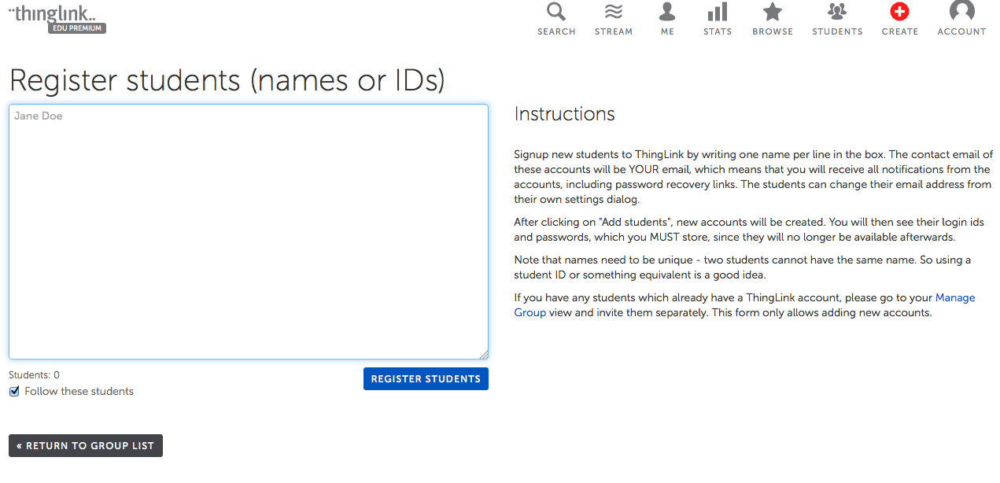 thinglink..
EDU PREMIUM
SEARCH STREAM ME STATS BROWSE STUDENTS CREATE ACCOUNT
Register students (names or IDs)
Jane Doe
Students: 0
Follow these students
REGISTER STUDENTS
« RETURN TO GROUP LIST
Instructions
Signup new students to ThingLink by writing one name per line in the box. The contact email of
these accounts will be YOUR email, which means that you will receive all notifications from the
accounts, including password recovery links. The students can change their email address from
their own settings dialog.
After clicking on "Add students", new accounts will be created. You will then see their login ids
and passwords, which you MUST store, since they will no longer be available afterwards.
Note that names need to be unique - two students cannot have the same name. So using a
student ID or something equivalent is a good idea.
If you have any students which already have a ThingLink account, please go to your Manage
Group view and invite them separately. This form only allows adding new accounts.